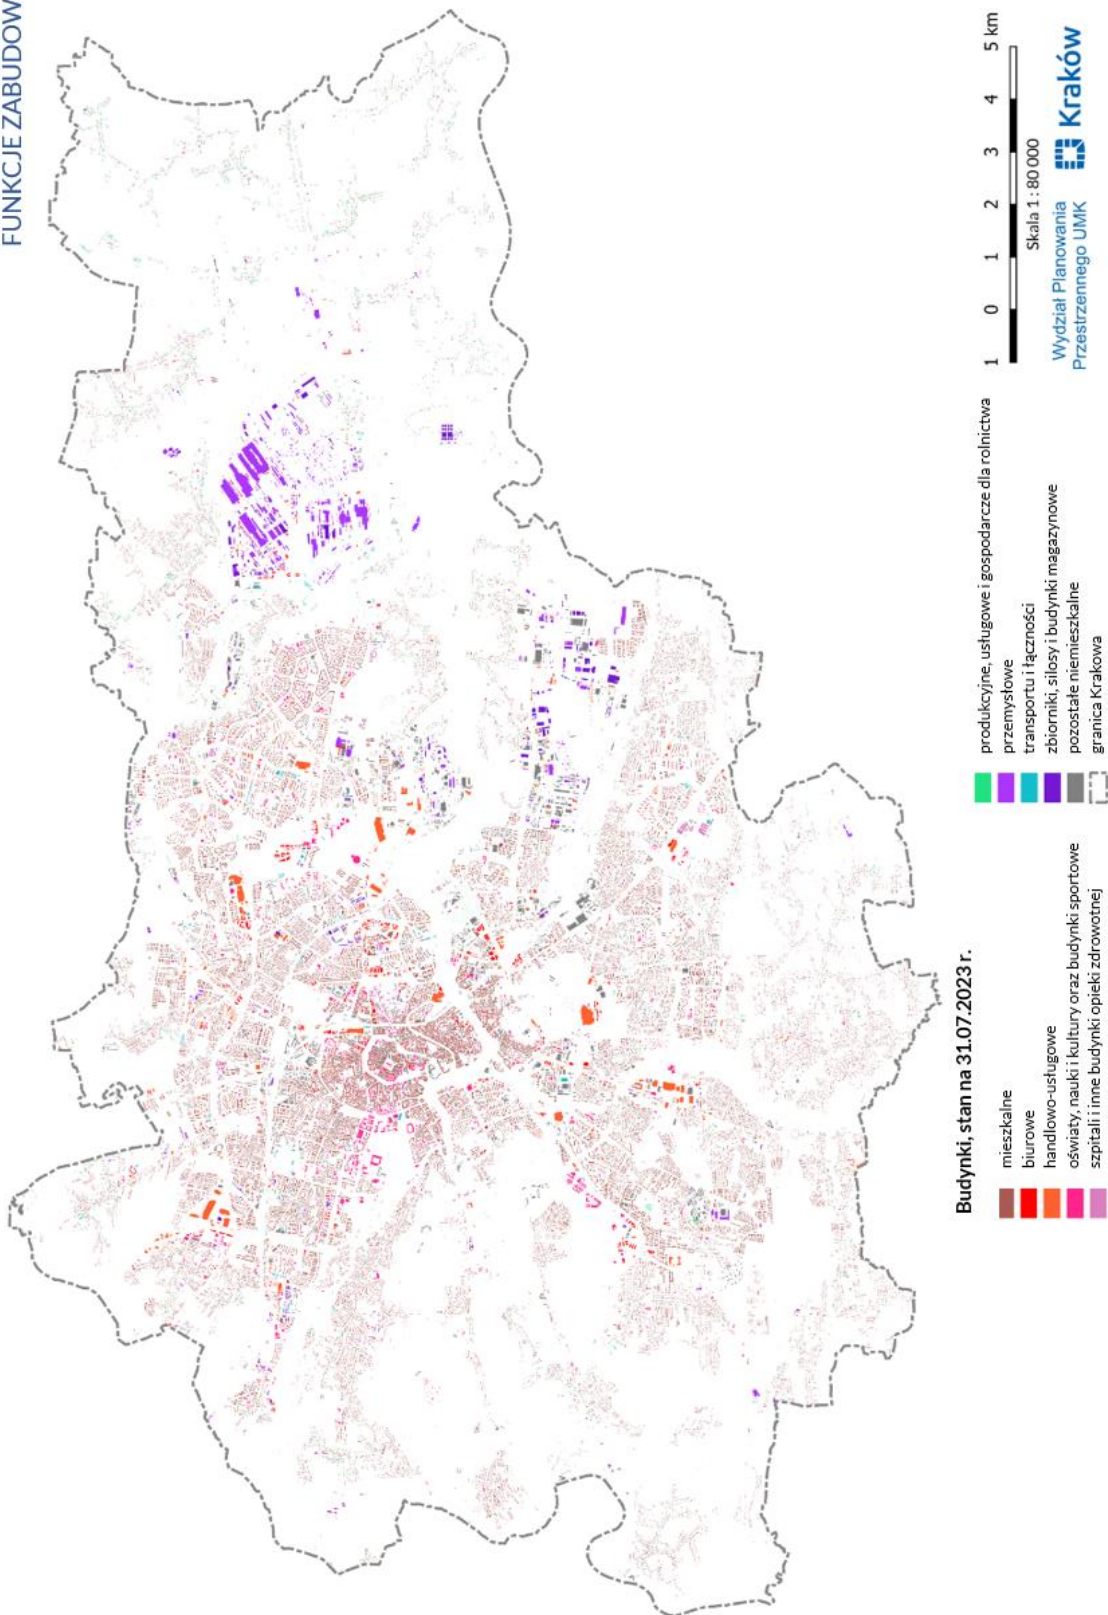 FUNKCJE ZABUDOW
Budynki, stan na 31.07.2023 r.
mieszkalne
biurowe
handlowo-usługowe
oświaty, nauki i kultury oraz budynki sportowe
szpitali i inne budynki opieki zdrowotnej
produkcyjne, usługowe i gospodarcze dla rolnictwa
przemysłowe
transportu i łączności
zbiorniki, silosy i budynki magazynowe
pozostałe niemieszkalne
granica Krakowa
1 0 1 2 3 4 5 km
Skala 1 : 80 000
Wydział Planowania
Przestrzennego UMK
Kraków